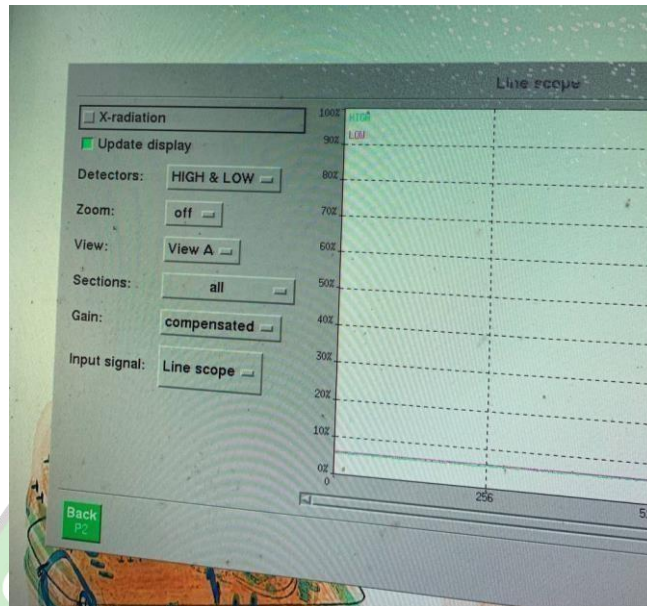 Line scope
X-radiation
Update display
Detectors: HIGH & LOW
Zoom: off
View: View A
Sections: all
Gain: compensated
Input signal: Line scope
HIGH
LOW
100%
90%
80%
70%
60%
50%
40%
30%
20%
10%
0%
0
256
Back
P2